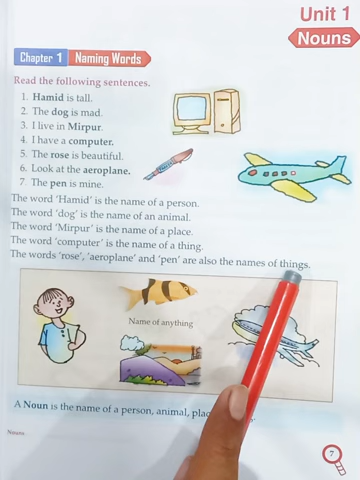 Unit 1
Nouns
Chapter 1 Naming Words
Read the following sentences.
1. Hamid is tall.
2. The dog is mad.
3. I live in Mirpur.
4. I have a computer.
5. The rose is beautiful.
6. Look at the aeroplane.
7. The pen is mine.
The word 'Hamid' is the name of a person.
The word 'dog' is the name of an animal.
The word 'Mirpur' is the name of a place.
The word 'computer' is the name of a thing.
The words 'rose', 'aeroplane' and 'pen' are also the names of things.
Name of anything
A Noun is the name of a person, animal,
Nouns
7